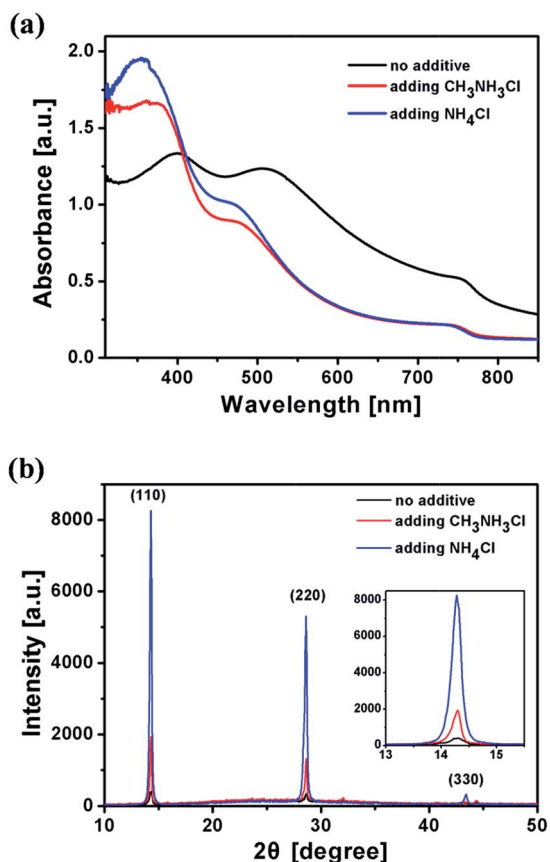 (a)
2.0
1.5
1.0
0.5
0.0
Absorbance [a.u.]
no additive
adding CH₃NH₃Cl
adding NH₄Cl
400 500 600 700 800
Wavelength [nm]
(b)
8000
6000
4000
2000
0
Intensity [a.u.]
(110)
(220)
(330)
no additive
adding CH₃NH₃Cl
adding NH₄Cl
8000
6000
4000
2000
0
13 14 15
10 20 30 40 50
2θ [degree]